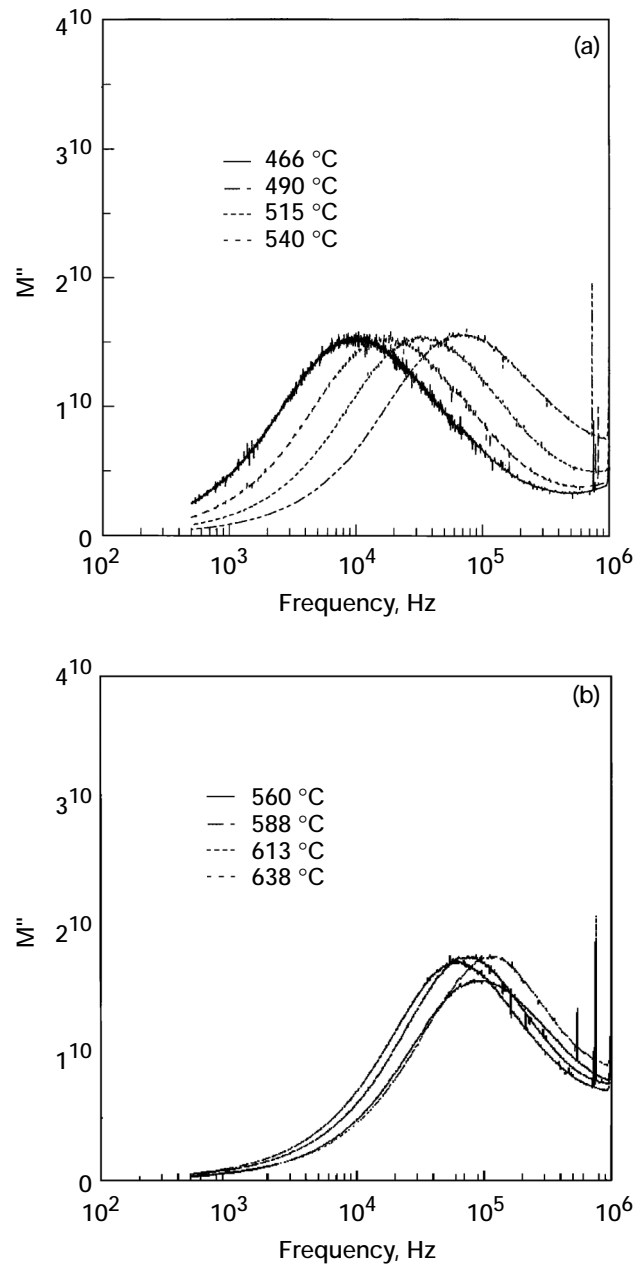 (a)
4¹⁰
3¹⁰
2¹⁰
1¹⁰
0
M"
466 °C
490 °C
515 °C
540 °C
10² 10³ 10⁴ 10⁵ 10⁶
Frequency, Hz
(b)
4¹⁰
3¹⁰
2¹⁰
1¹⁰
0
M"
560 °C
588 °C
613 °C
638 °C
10² 10³ 10⁴ 10⁵ 10⁶
Frequency, Hz